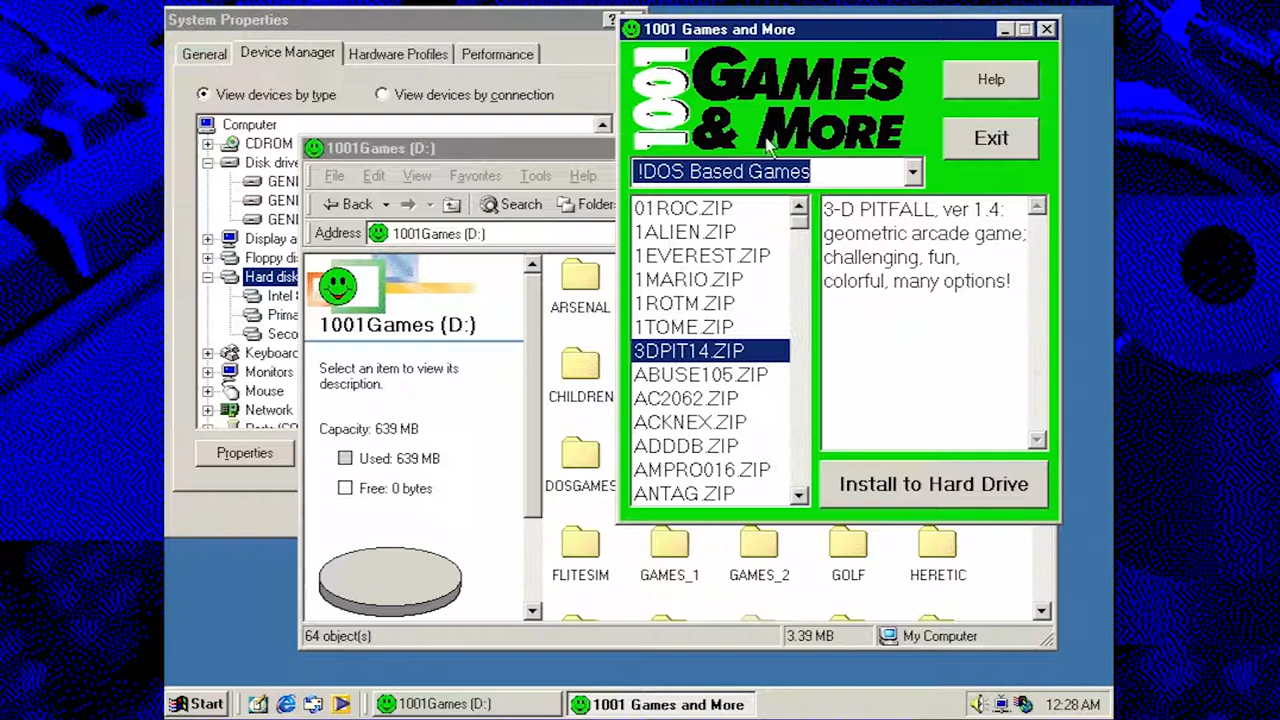 System Properties
General
Device Manager
Hardware Profiles
Performance
View devices by type
View devices by connection
Computer
CDROM
Disk drive
GENI
GENI
GENI
Display a
Floppy di
Hard disk
Intel
Prima
Seco
Keyboard
Monitors
Mouse
Network
Properties
1001Games (D:)
File Edit View Favorites Tools Help
Back
Search
Folders
Address
1001Games (D:)
1001Games (D:)
Select an item to view its
description.
Capacity: 639 MB
Used: 639 MB
Free: 0 bytes
ARSENAL
CHILDREN
DOSGAMES
FLITESIM
GAMES_1
GAMES_2
GOLF
HERETIC
64 object(s)
3.39 MB
My Computer
1001 Games and More
1001 GAMES
& MORE
Help
Exit
!DOS Based Games
01ROC.ZIP
1ALIEN.ZIP
1EVEREST.ZIP
1MARIO.ZIP
1ROTM.ZIP
1TOME.ZIP
3DPIT14.ZIP
ABUSE105.ZIP
AC2062.ZIP
ACKNEX.ZIP
ADDDB.ZIP
AMPRO016.ZIP
ANTAG.ZIP
3-D PITFALL, ver 1.4:
geometric arcade game;
challenging, fun,
colorful, many options!
Install to Hard Drive
Start
1001Games (D:)
1001 Games and More
12:28 AM